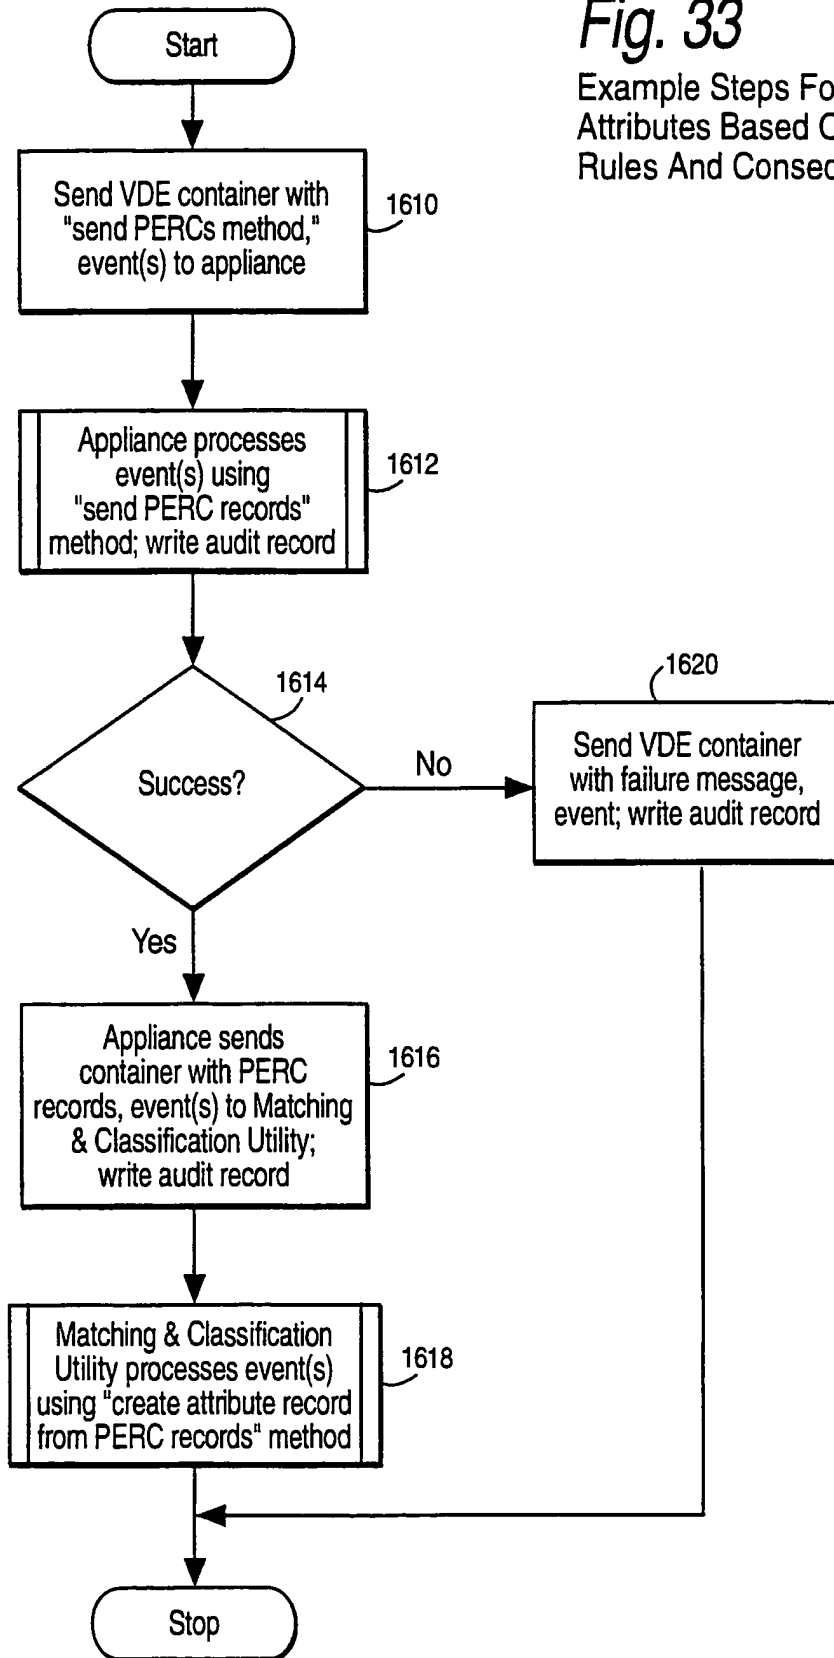 Fig. 33
Example Steps Fo
Attributes Based
Rules And
Start
Send VDE container with
"send PERCs method,"
event(s) to appliance
1610
Appliance processes
event(s) using
"send PERC records"
method; write audit record
1612
1614
Success?
No
Yes
1620
Send VDE container
with failure message,
event; write audit record
Appliance sends
container with PERC
records, event(s) to Matching
& Classification Utility;
write audit record
1616
Matching & Classification
Utility processes event(s)
using "create attribute record
from PERC records" method
1618
Stop